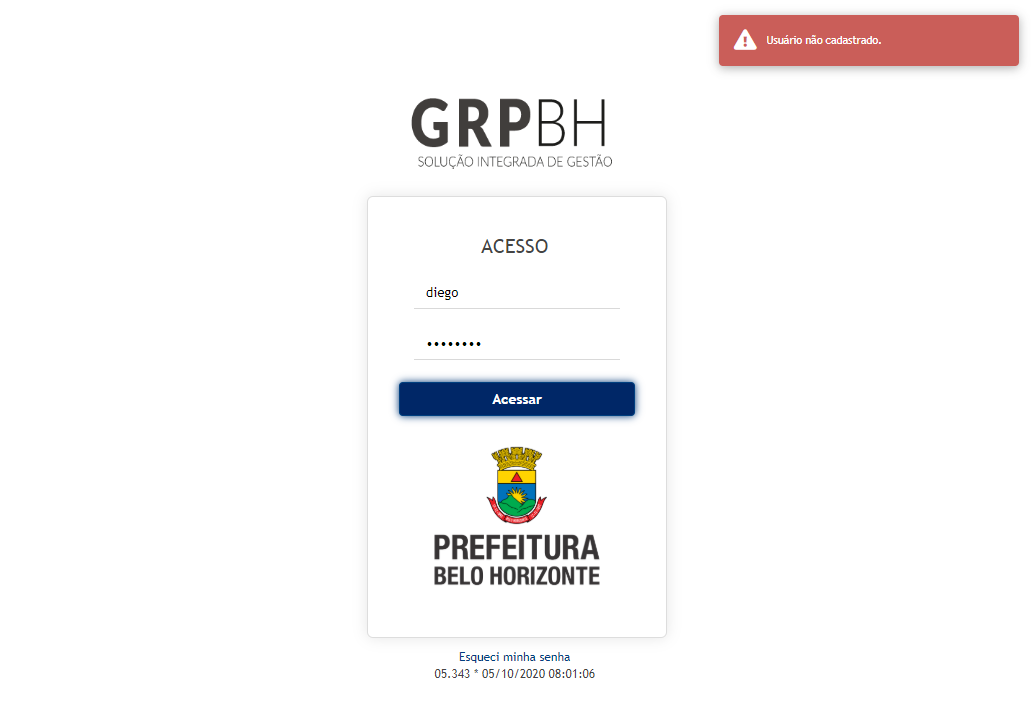 Usuário não cadastrado.
GRPBH
SOLUÇÃO INTEGRADA DE GESTÃO
ACESSO
diego
••••••••
Acessar
PREFEITURA
BELO HORIZONTE
Esqueci minha senha
05.343 * 05/10/2020 08:01:06